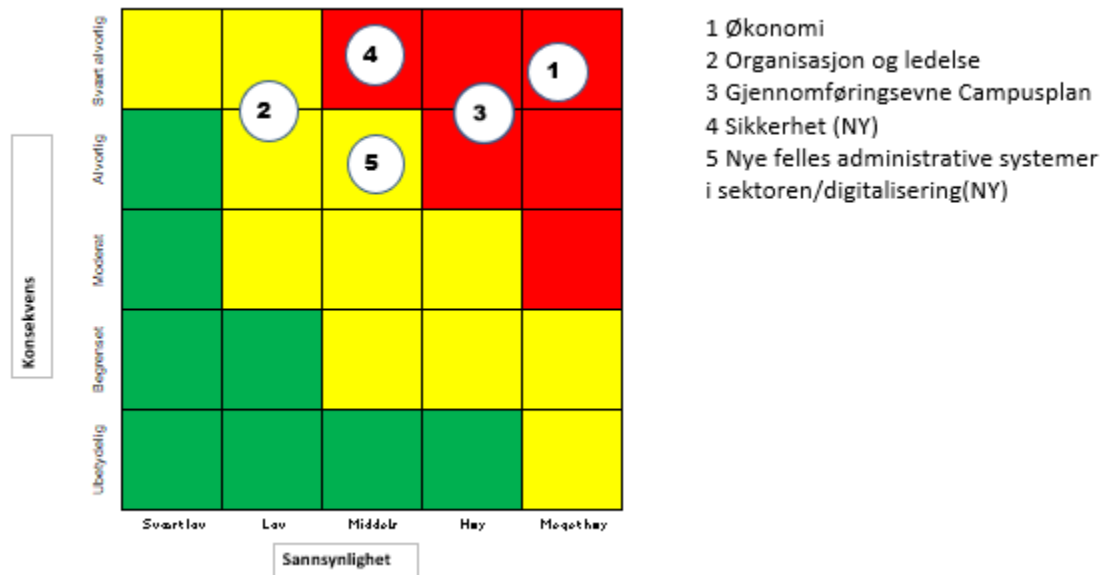 Svært alvorlig
Alvorlig
Moderat
Begrenset
Ubetydelig
Konsekvens
4
1
2
3
5
Svært lav
Lav
Middels
Høy
Meget høy
Sannsynlighet
1 Økonomi
2 Organisasjon og ledelse
3 Gjennomføringsevne Campusplan
4 Sikkerhet (NY)
5 Nye felles administrative systemer
i sektoren/digitalisering(NY)